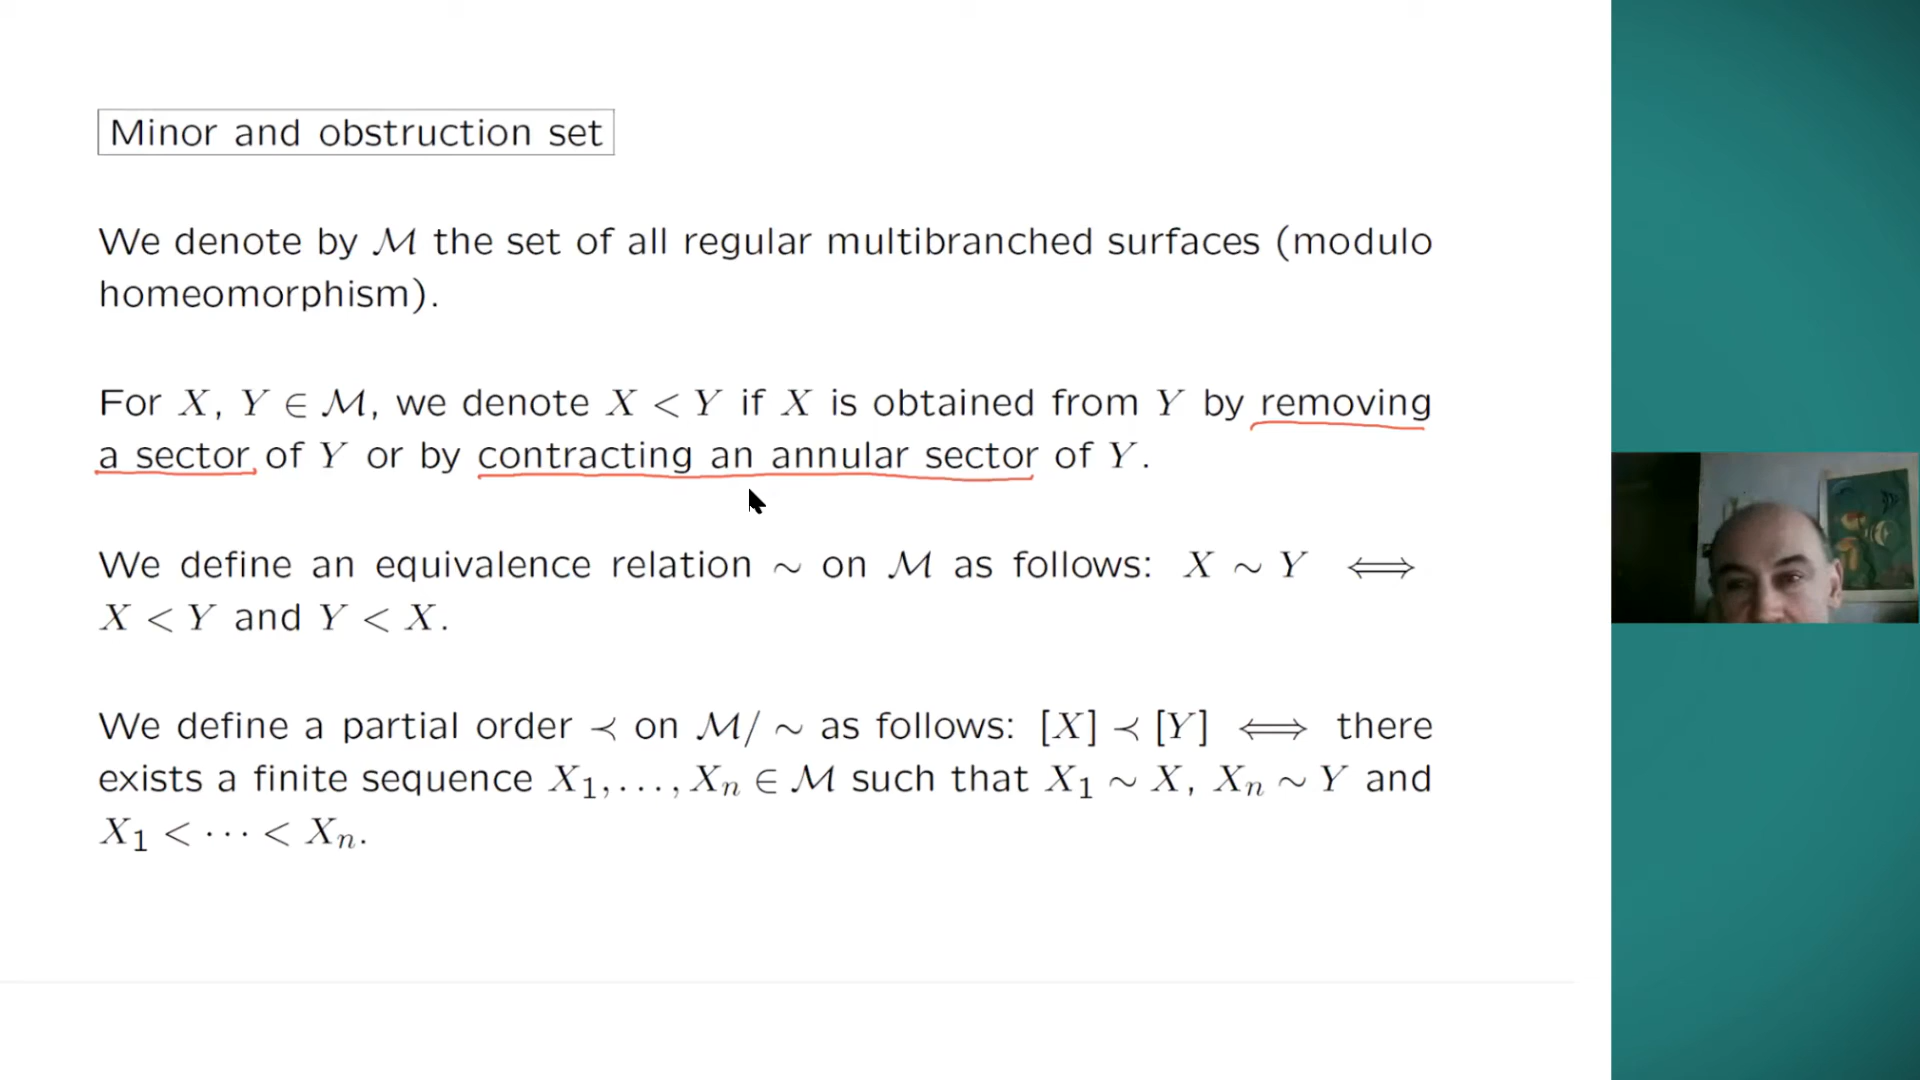 Minor and obstruction set
We denote by ℳ the set of all regular multibranched surfaces (modulo
homeomorphism).
For X, Y ∈ ℳ, we denote X < Y if X is obtained from Y by removing
a sector of Y or by contracting an annular sector of Y.
We define an equivalence relation ∼ on ℳ as follows: X ∼ Y ⟺
X < Y and Y < X.
We define a partial order ≺ on ℳ/ ∼ as follows: [X] ≺ [Y] ⟺ there
exists a finite sequence X₁, . . . , Xₙ ∈ ℳ such that X₁ ∼ X, Xₙ ∼ Y and
X₁ < · · · < Xₙ.